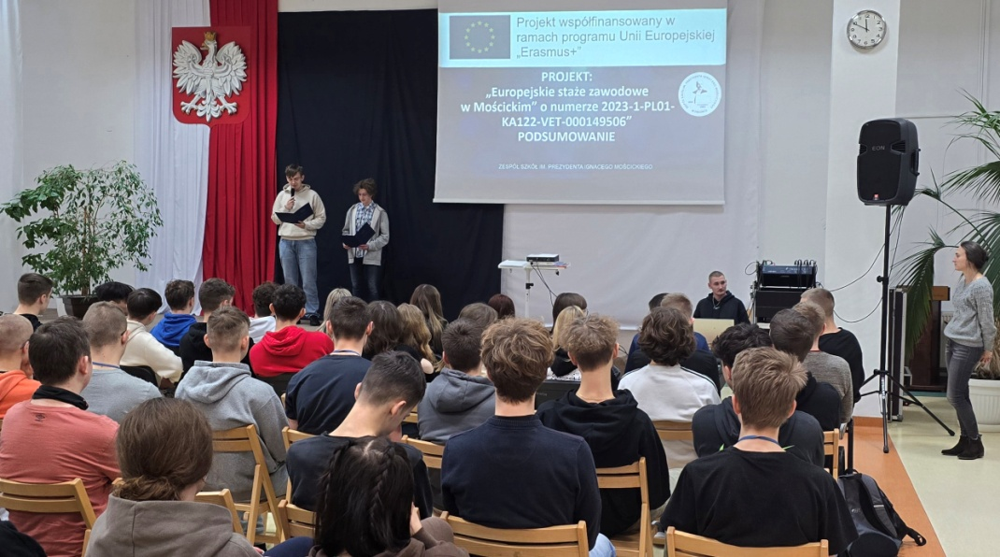 Projekt współfinansowany w
ramach programu Unii Europejskiej
„Erasmus+”
PROJEKT:
„Europejskie staże zawodowe
w Mościckim” o numerze 2023-1-PL01-
KA122-VET-000149506”
PODSUMOWANIE
ZESPÓŁ SZKÓŁ IM. PREZYDENTA IGNACEGO MOŚCICKIEGO
EON